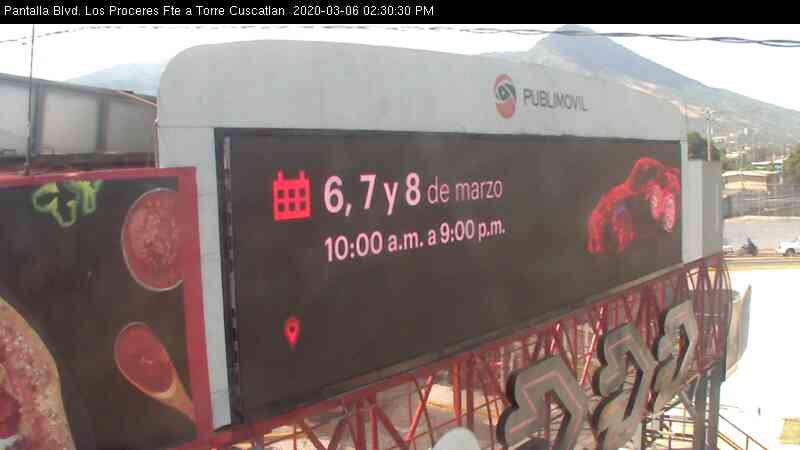 Pantalla Blvd. Los Proceres Fte a Torre Cuscatlan 2020-03-06 02:30:30 PM
PUBLIMOVIL
6, 7 y 8 de marzo
10:00 a.m. a 9:00 p.m.